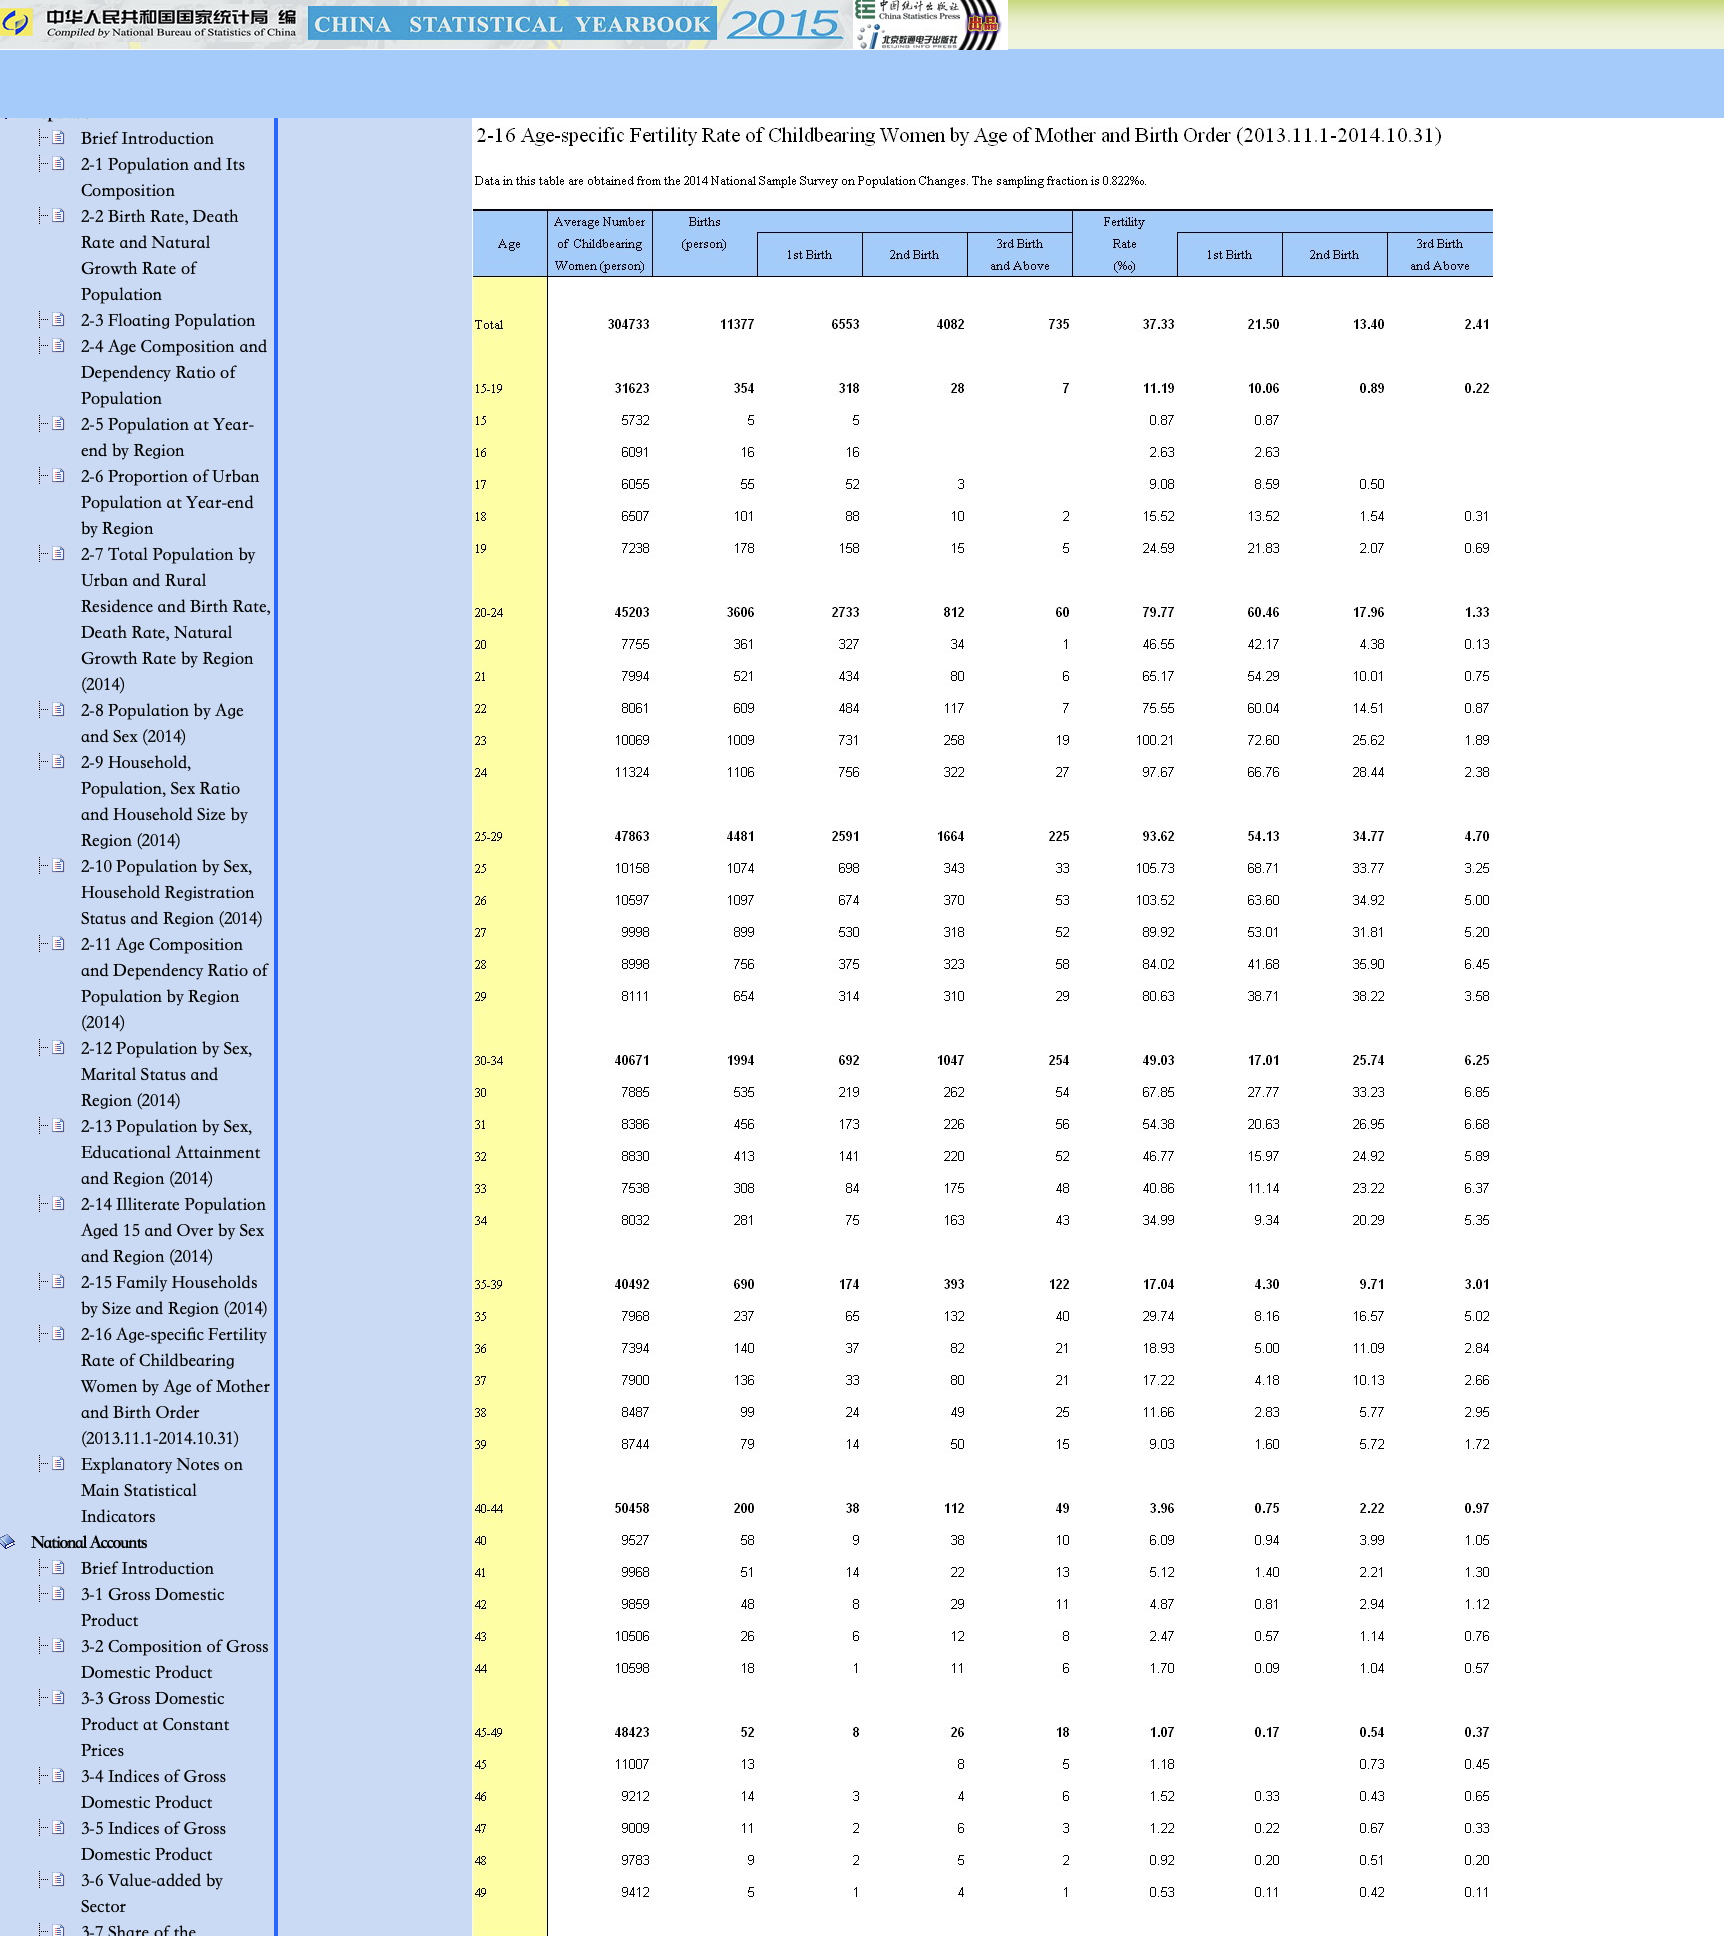 中华人民共和国国家统计局 编
Compiled by National Bureau of Statistics of China
CHINA STATISTICAL YEARBOOK 2015
中国统计出版社
China Statistics Press
北京数通电子出版社
BEIJING INFO PRESS
出品
Brief Introduction
2-1 Population and Its
Composition
2-2 Birth Rate, Death
Rate and Natural
Growth Rate of
Population
2-3 Floating Population
2-4 Age Composition and
Dependency Ratio of
Population
2-5 Population at Year-
end by Region
2-6 Proportion of Urban
Population at Year-end
by Region
2-7 Total Population by
Urban and Rural
Residence and Birth Rate,
Death Rate, Natural
Growth Rate by Region
(2014)
2-8 Population by Age
and Sex (2014)
2-9 Household,
Population, Sex Ratio
and Household Size by
Region (2014)
2-10 Population by Sex,
Household Registration
Status and Region (2014)
2-11 Age Composition
and Dependency Ratio of
Population by Region
(2014)
2-12 Population by Sex,
Marital Status and
Region (2014)
2-13 Population by Sex,
Educational Attainment
and Region (2014)
2-14 Illiterate Population
Aged 15 and Over by Sex
and Region (2014)
2-15 Family Households
by Size and Region (2014)
2-16 Age-specific Fertility
Rate of Childbearing
Women by Age of Mother
and Birth Order
(2013.11.1-2014.10.31)
Explanatory Notes on
Main Statistical
Indicators
National Accounts
Brief Introduction
3-1 Gross Domestic
Product
3-2 Composition of Gross
Domestic Product
3-3 Gross Domestic
Product at Constant
Prices
3-4 Indices of Gross
Domestic Product
3-5 Indices of Gross
Domestic Product
3-6 Value-added by
Sector
3-7 Share of the
2-16 Age-specific Fertility Rate of Childbearing Women by Age of Mother and Birth Order (2013.11.1-2014.10.31)
Data in this table are obtained from the 2014 National Sample Survey on Population Changes. The sampling fraction is 0.822‰.
Average Number Births Fertility
Age of Childbearing (person) 1st Birth 2nd Birth 3rd Birth Rate 1st Birth 2nd Birth 3rd Birth
Women (person) and Above (‰) and Above
Total 304733 11377 6553 4082 735 37.33 21.50 13.40 2.41
15-19 31623 354 318 28 7 11.19 10.06 0.89 0.22
15 5732 5 5 0.87 0.87
16 6091 16 16 2.63 2.63
17 6055 55 52 3 9.08 8.59 0.50
18 6507 101 88 10 2 15.52 13.52 1.54 0.31
19 7238 178 158 15 5 24.59 21.83 2.07 0.69
20-24 45203 3606 2733 812 60 79.77 60.46 17.96 1.33
20 7755 361 327 34 1 46.55 42.17 4.38 0.13
21 7994 521 434 80 6 65.17 54.29 10.01 0.75
22 8061 609 484 117 7 75.55 60.04 14.51 0.87
23 10069 1009 731 258 19 100.21 72.60 25.62 1.89
24 11324 1106 756 322 27 97.67 66.76 28.44 2.38
25-29 47863 4481 2591 1664 225 93.62 54.13 34.77 4.70
25 10158 1074 698 343 33 105.73 68.71 33.77 3.25
26 10597 1097 674 370 53 103.52 63.60 34.92 5.00
27 9998 899 530 318 52 89.92 53.01 31.81 5.20
28 8998 756 375 323 58 84.02 41.68 35.90 6.45
29 8111 654 314 310 29 80.63 38.71 38.22 3.58
30-34 40671 1994 692 1047 254 49.03 17.01 25.74 6.25
30 7885 535 219 262 54 67.85 27.77 33.23 6.85
31 8386 456 173 226 56 54.38 20.63 26.95 6.68
32 8830 413 141 220 52 46.77 15.97 24.92 5.89
33 7538 308 84 175 48 40.86 11.14 23.22 6.37
34 8032 281 75 163 43 34.99 9.34 20.29 5.35
35-39 40492 690 174 393 122 17.04 4.30 9.71 3.01
35 7968 237 65 132 40 29.74 8.16 16.57 5.02
36 7394 140 37 82 21 18.93 5.00 11.09 2.84
37 7900 136 33 80 21 17.22 4.18 10.13 2.66
38 8487 99 24 49 25 11.66 2.83 5.77 2.95
39 8744 79 14 50 15 9.03 1.60 5.72 1.72
40-44 50458 200 38 112 49 3.96 0.75 2.22 0.97
40 9527 58 9 38 10 6.09 0.94 3.99 1.05
41 9968 51 14 22 13 5.12 1.40 2.21 1.30
42 9859 48 8 29 11 4.87 0.81 2.94 1.12
43 10506 26 6 12 8 2.47 0.57 1.14 0.76
44 10598 18 1 11 6 1.70 0.09 1.04 0.57
45-49 48423 52 8 26 18 1.07 0.17 0.54 0.37
45 11007 13 8 5 1.18 0.73 0.45
46 9212 14 3 4 6 1.52 0.33 0.43 0.65
47 9009 11 2 6 3 1.22 0.22 0.67 0.33
48 9783 9 2 5 2 0.92 0.20 0.51 0.20
49 9412 5 1 4 1 0.53 0.11 0.42 0.11